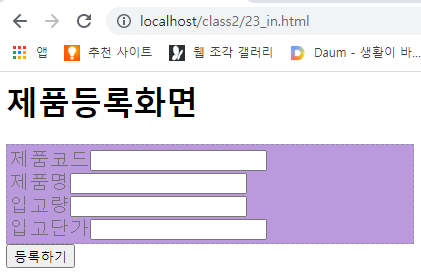 localhost/class2/23_in.html
앱 추천 사이트 웹 조각 갤러리 Daum - 생활이 바...
제품등록화면
제품코드
제품명
입고량
입고단가
등록하기